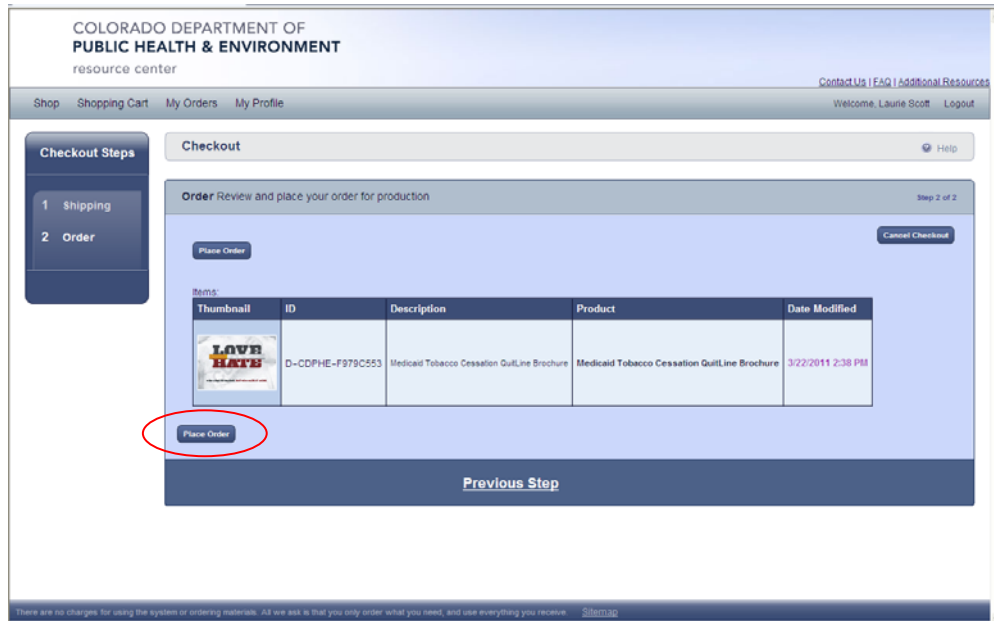 COLORADO DEPARTMENT OF
PUBLIC HEALTH & ENVIRONMENT
resource center
Contact Us | FAQ | Additional Resources
Shop Shopping Cart My Orders My Profile Welcome, Laurie Scott Logout
Checkout Steps
1 Shipping
2 Order
Checkout Help
Order Review and place your order for production Step 2 of 2
Cancel Checkout
Place Order
Items:
Thumbnail ID Description Product Date Modified
LOVE
HATE
D-CDPHE-F979C553 Medicaid Tobacco Cessation QuitLine Brochure Medicaid Tobacco Cessation QuitLine Brochure 3/22/2011 2:38 PM
Place Order
Previous Step
There are no charges for using the system or ordering materials. All we ask is that you only order what you need, and use everything you receive. Sitemap